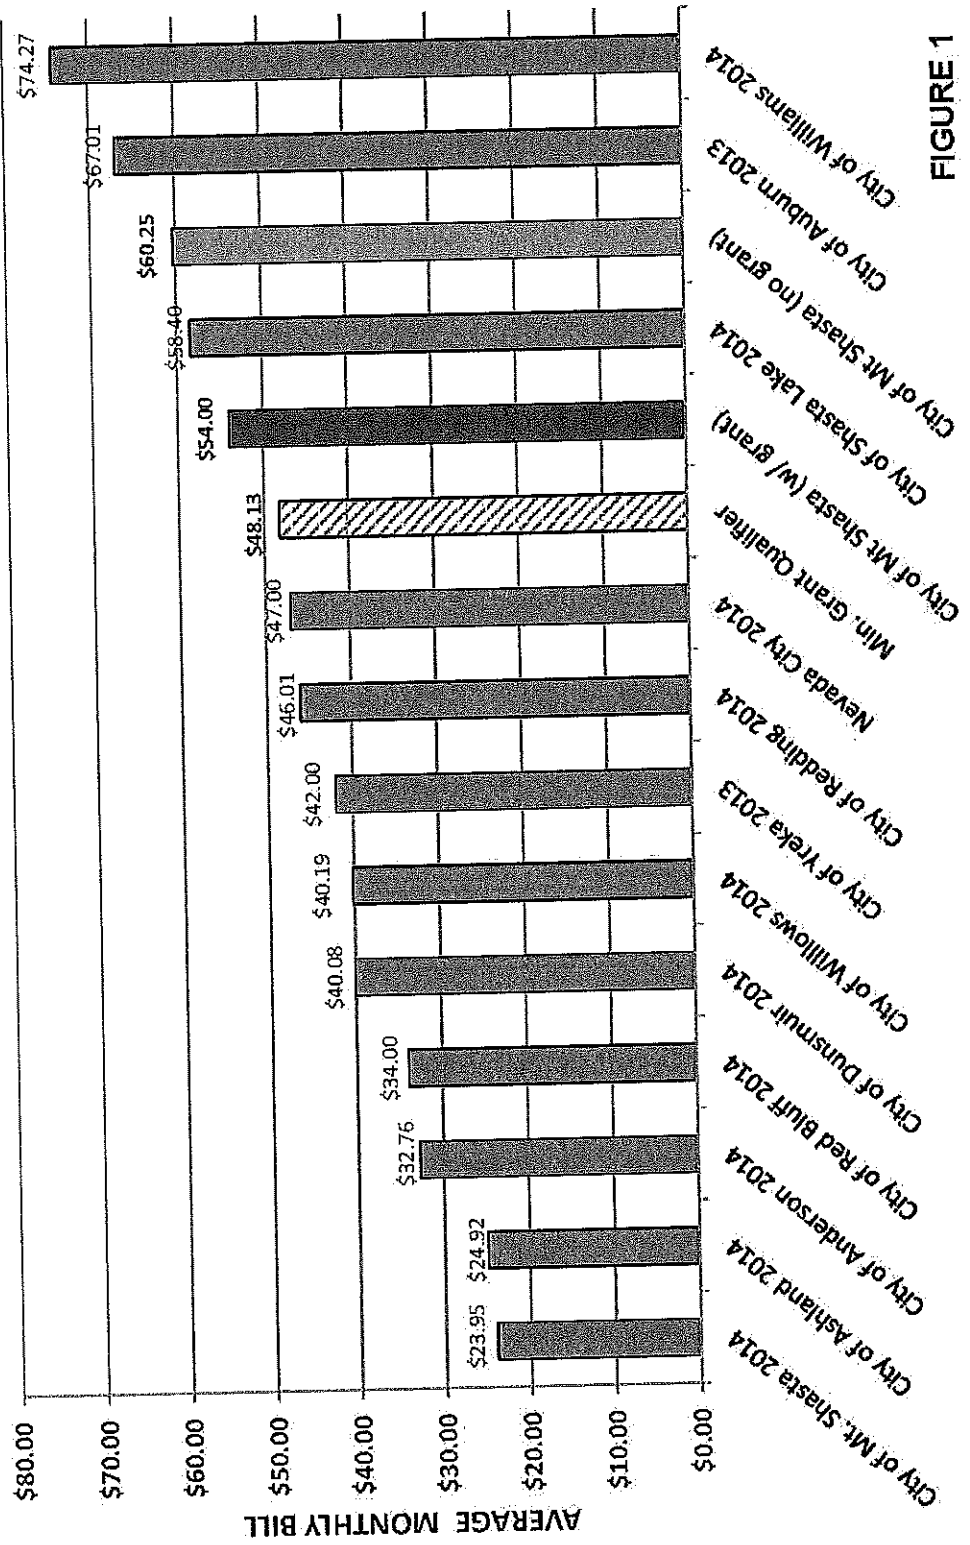 $80.00
$70.00
$60.00
$50.00
$40.00
$30.00
$20.00
$10.00
$0.00
AVERAGE MONTHLY BILL
$23.95
$24.92
$32.76
$34.00
$40.08
$40.19
$42.00
$46.01
$47.00
$48.13
$54.00
$58.40
$60.25
$67.01
$74.27
City of Mt. Shasta 2014
City of Ashland 2014
City of Anderson 2014
City of Red Bluff 2014
City of Dunsmuir 2014
City of Willows 2014
City of Yreka 2013
City of Redding 2014
Nevada City 2014
Min. Grant Qualifier
City of Mt Shasta (w/ grant)
City of Shasta Lake 2014
City of Mt Shasta (no grant)
City of Auburn 2013
City of Williams 2014
FIGURE 1